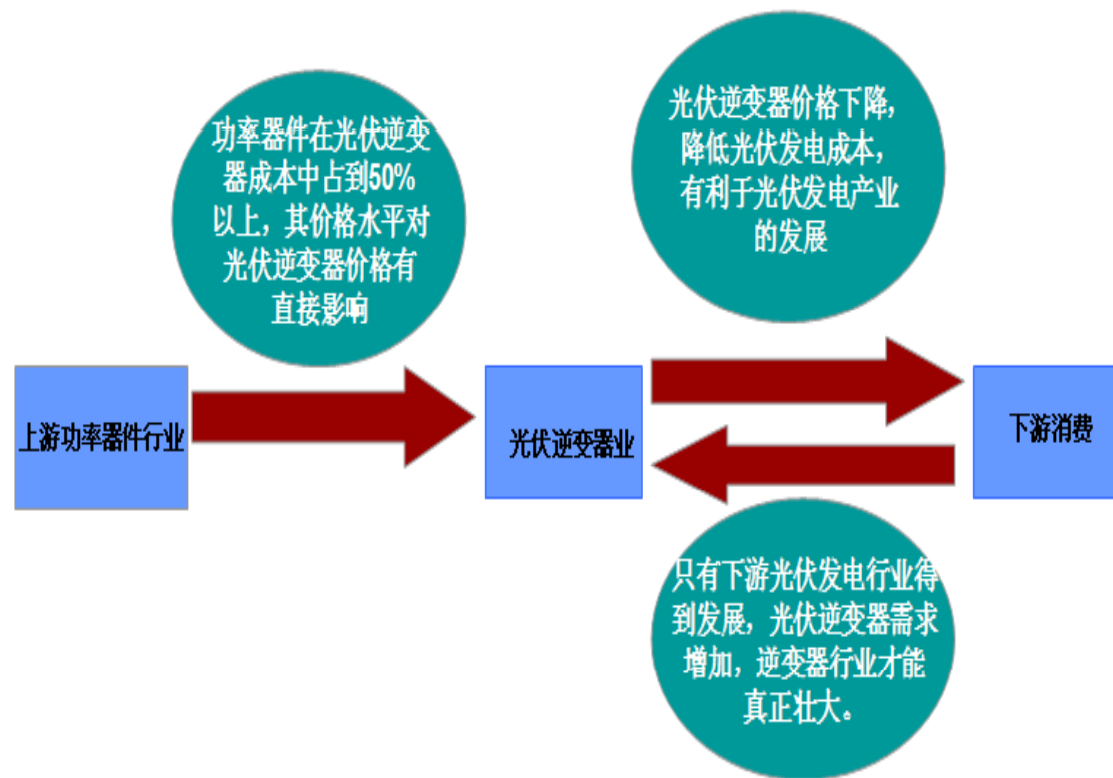 功率器件在光伏逆变
器成本中占到50%
以上，其价格水平对
光伏逆变器价格有
直接影响
光伏逆变器价格下降，
降低光伏发电成本，
有利于光伏发电产业
的发展
上游功率器件行业
光伏逆变器业
下游消费
只有下游光伏发电行业得
到发展，光伏逆变器需求
增加，逆变器行业才能
真正壮大。